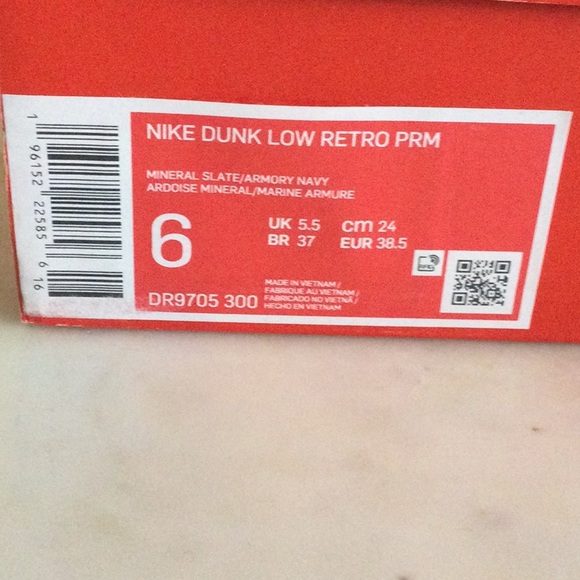 NIKE DUNK LOW RETRO PRM
MINERAL SLATE/ARMORY NAVY
ARDOISE MINERAL/MARINE ARMURE
6
UK 5.5 cm 24
BR 37 EUR 38.5
DR9705 300
MADE IN VIETNAM /
FABRIQUE AU VIETNAM /
FABRICADO NO VIETNÃ /
HECHO EN VIETNAM
1 96152 22585 6 16